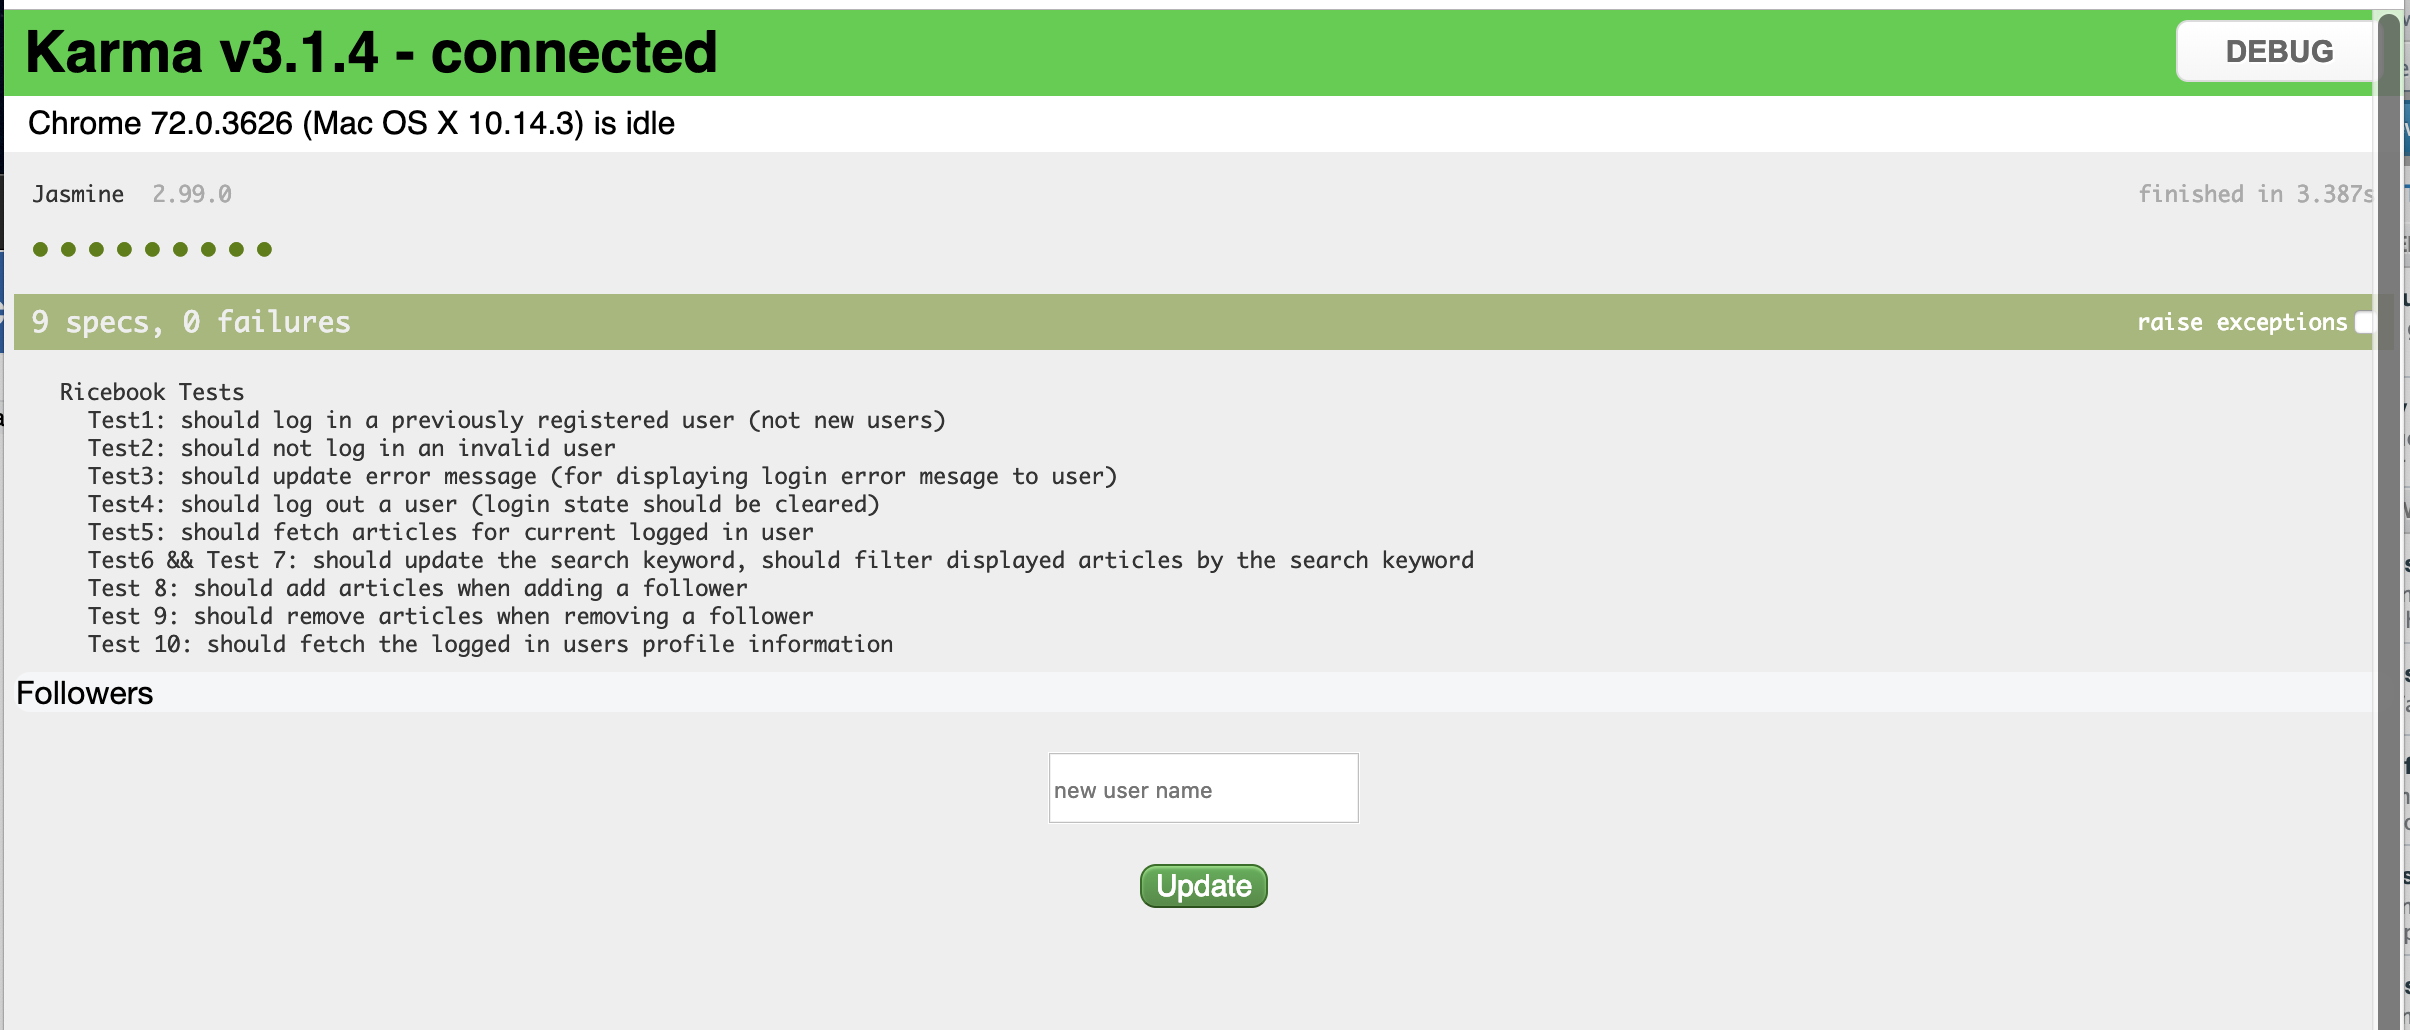 Karma v3.1.4 - connected
DEBUG
Chrome 72.0.3626 (Mac OS X 10.14.3) is idle
Jasmine 2.99.0
finished in 3.387s
9 specs, 0 failures
raise exceptions
Ricebook Tests
Test1: should log in a previously registered user (not new users)
Test2: should not log in an invalid user
Test3: should update error message (for displaying login error mesage to user)
Test4: should log out a user (login state should be cleared)
Test5: should fetch articles for current logged in user
Test6 && Test 7: should update the search keyword, should filter displayed articles by the search keyword
Test 8: should add articles when adding a follower
Test 9: should remove articles when removing a follower
Test 10: should fetch the logged in users profile information
Followers
new user name
Update